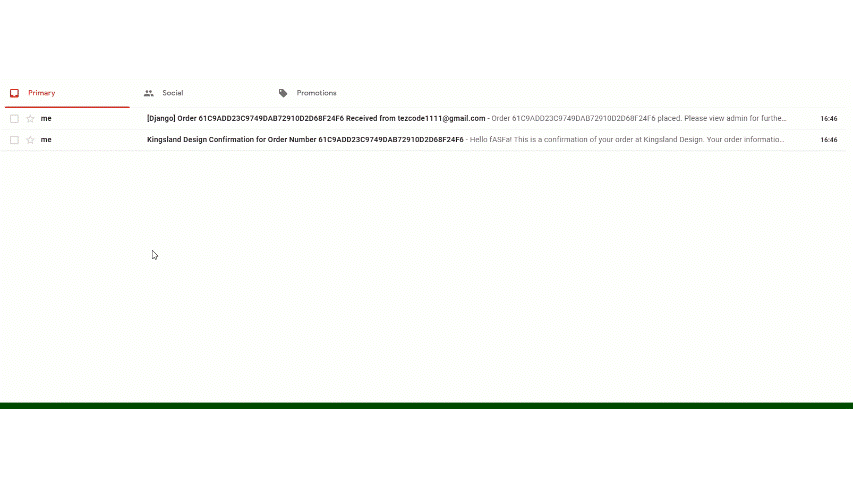 Primary Social Promotions
me [Django] Order 61C9ADD23C9749DAB72910D2D68F24F6 Received from tezcode1111@gmail.com - Order 61C9ADD23C9749DAB72910D2D68F24F6 placed. Please view admin for furthe... 16:46
me Kingsland Design Confirmation for Order Number 61C9ADD23C9749DAB72910D2D68F24F6 - Hello fASFa! This is a confirmation of your order at Kingsland Design. Your order informatio... 16:46